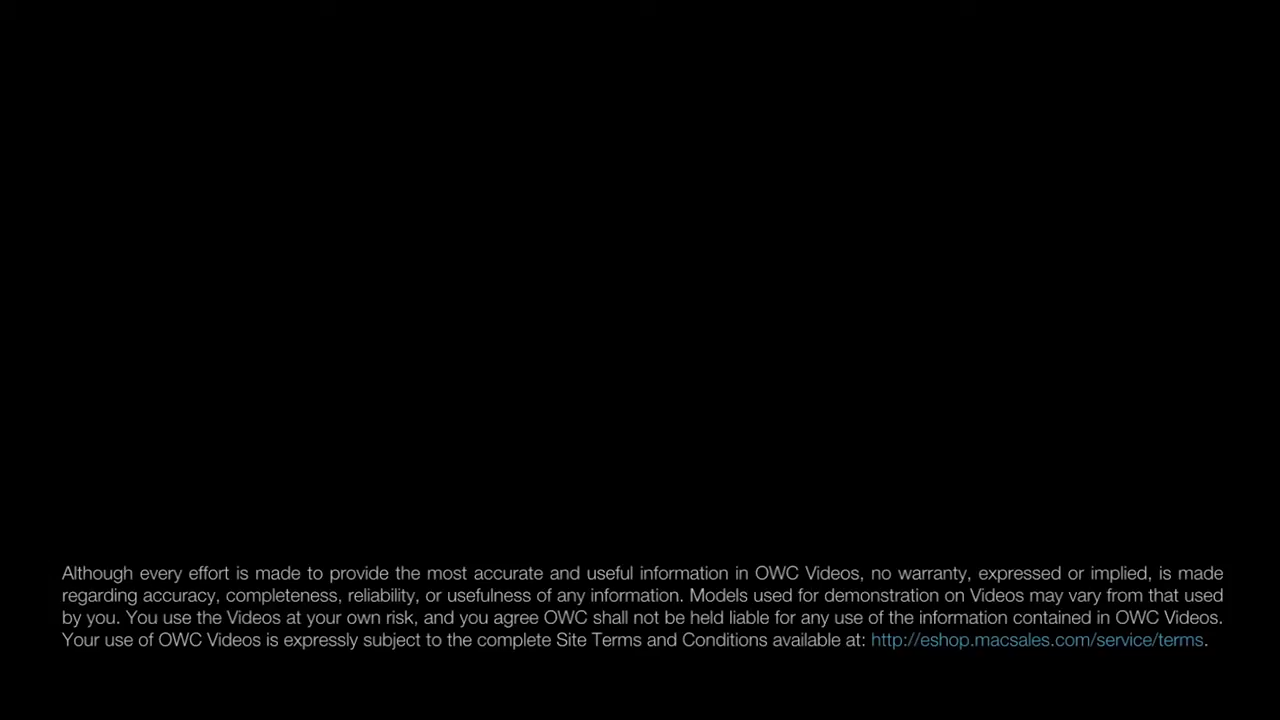 Although every effort is made to provide the most accurate and useful information in OWC Videos, no warranty, expressed or implied, is made
regarding accuracy, completeness, reliability, or usefulness of any information. Models used for demonstration on Videos may vary from that used
by you. You use the Videos at your own risk, and you agree OWC shall not be held liable for any use of the information contained in OWC Videos.
Your use of OWC Videos is expressly subject to the complete Site Terms and Conditions available at: http://eshop.macsales.com/service/terms.